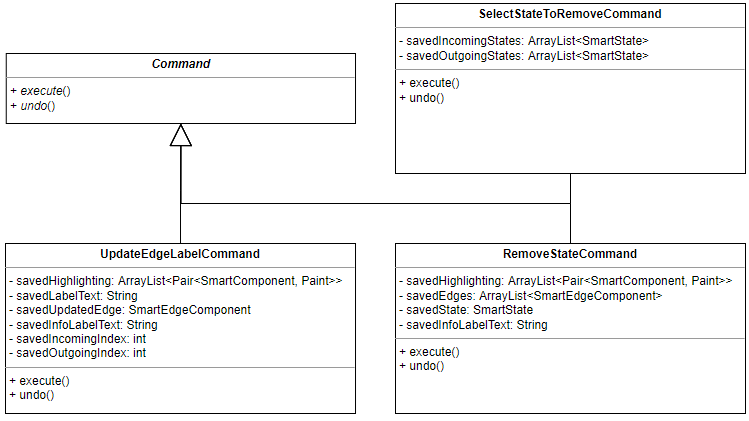 Command
+ execute()
+ undo()
SelectStateToRemoveCommand
- savedIncomingStates: ArrayList<SmartState>
- savedOutgoingStates: ArrayList<SmartState>
+ execute()
+ undo()
UpdateEdgeLabelCommand
- savedHighlighting: ArrayList<Pair<SmartComponent, Paint>>
- savedLabelText: String
- savedUpdatedEdge: SmartEdgeComponent
- savedInfoLabelText: String
- savedIncomingIndex: int
- savedOutgoingIndex: int
+ execute()
+ undo()
RemoveStateCommand
- savedHighlighting: ArrayList<Pair<SmartComponent, Paint>>
- savedEdges: ArrayList<SmartEdgeComponent>
- savedState: SmartState
- savedInfoLabelText: String
+ execute()
+ undo()